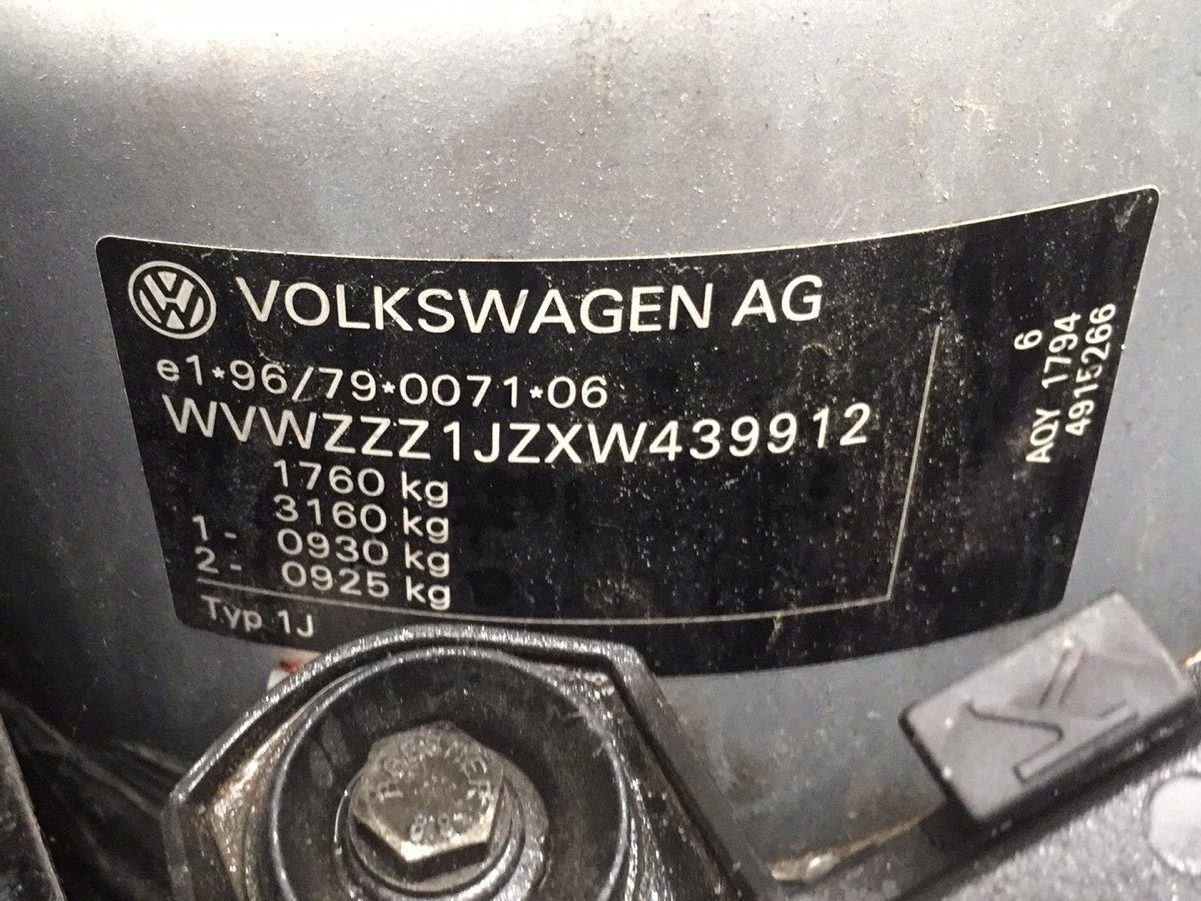 VOLKSWAGEN AG
e1*96/79*0071*06
WVWZZZ1JZXW439912
1760 kg
3160 kg
1 - 0930 kg
2 - 0925 kg
Typ 1J
6
AQY 1794
4915266